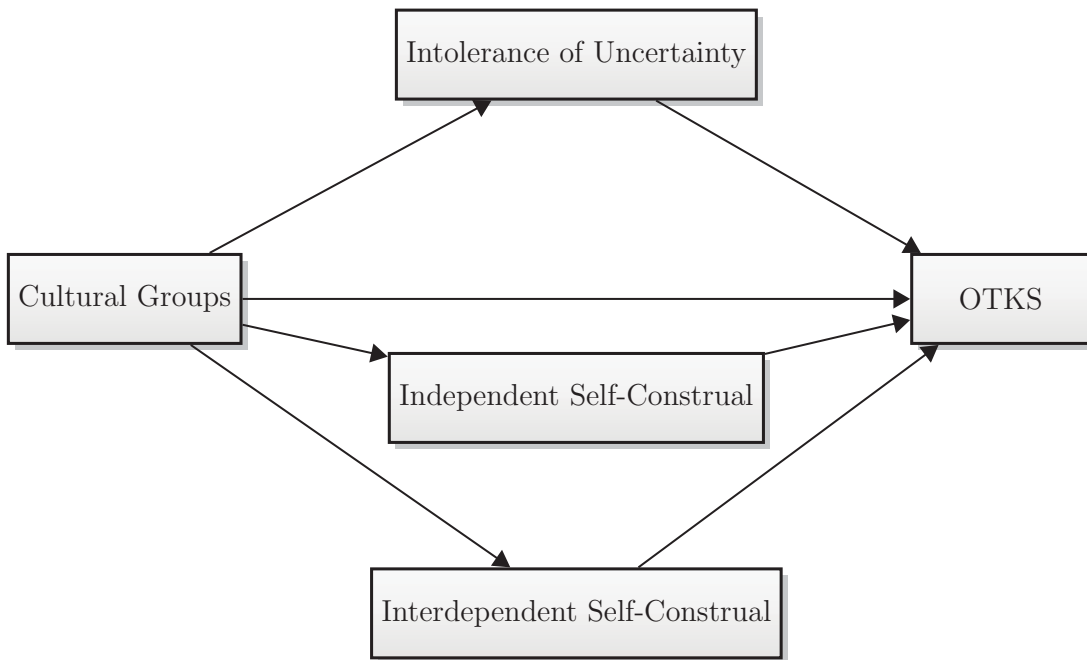 Intolerance of Uncertainty
Cultural Groups
OTKS
Independent Self-Construal
Interdependent Self-Construal